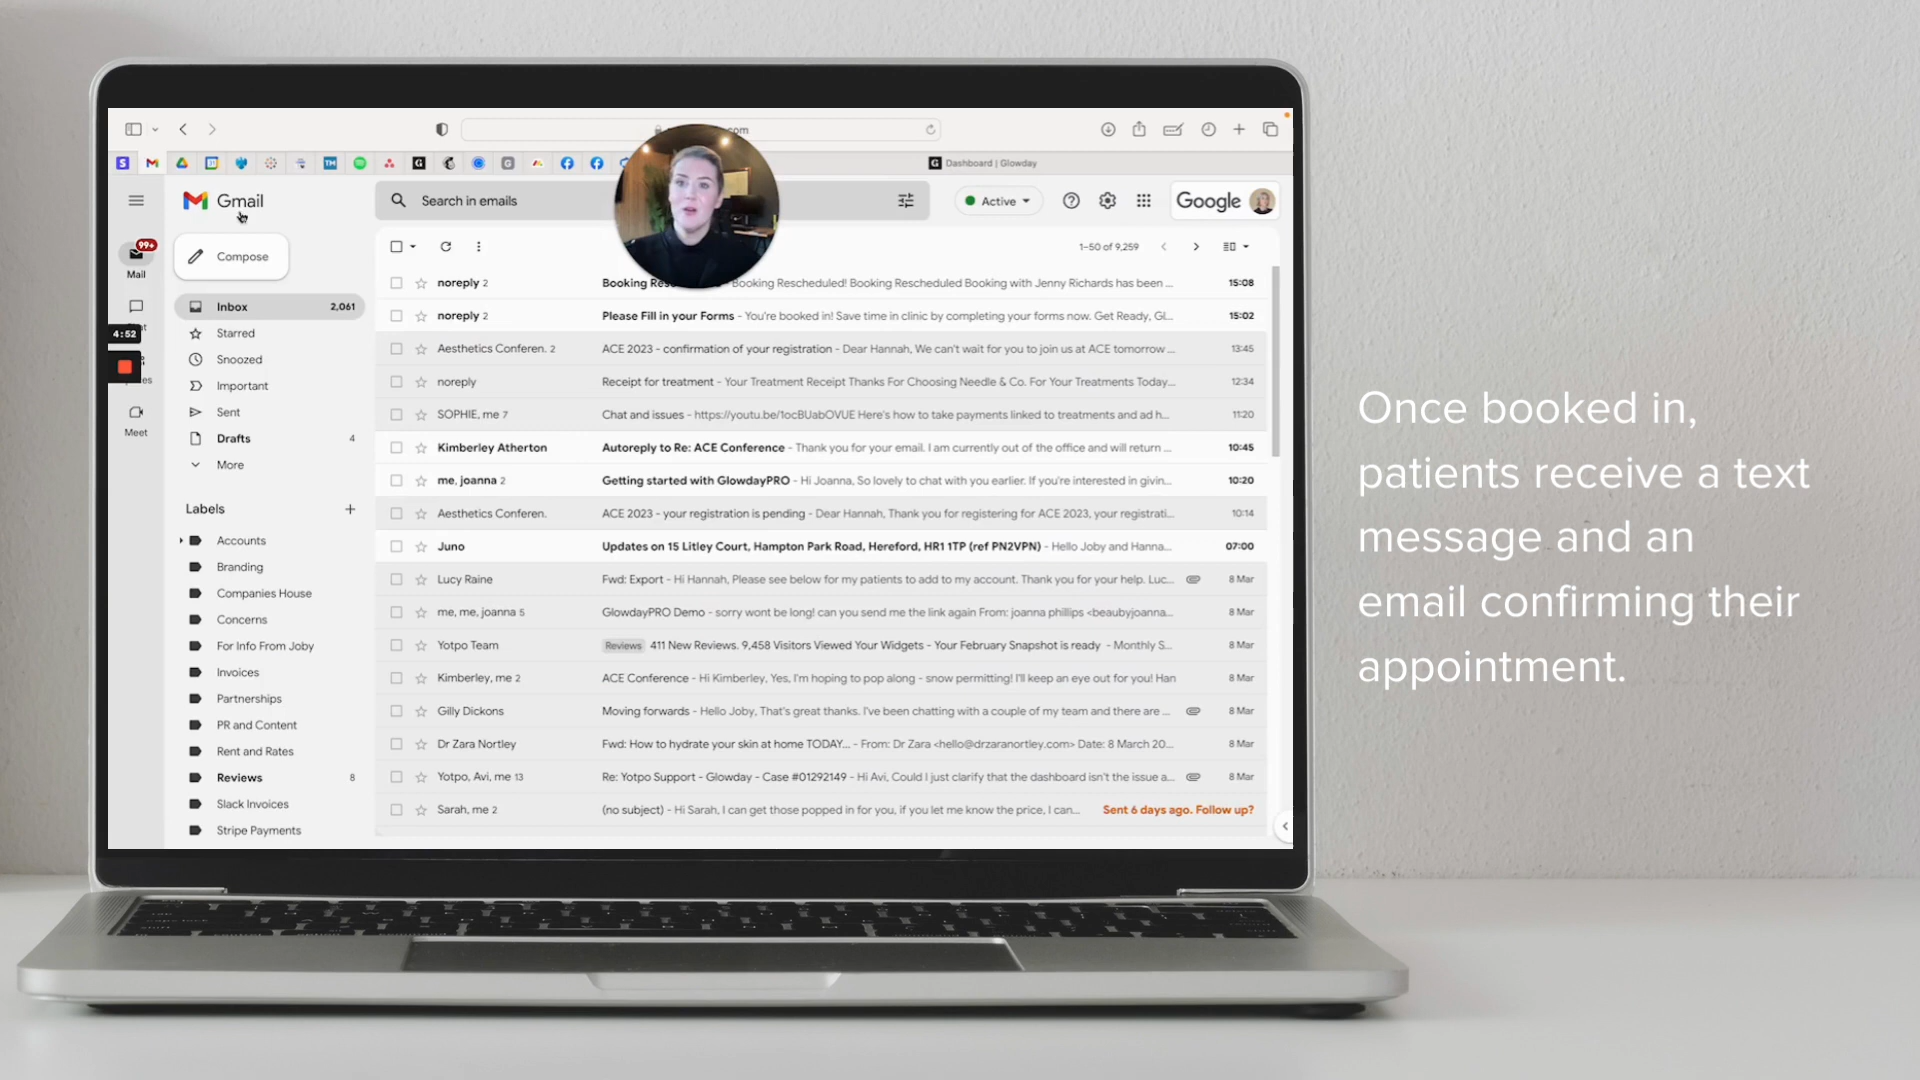 com
Dashboard | Glowday
Gmail
Search in emails
Active
Google
99+
Mail
Compose
1–50 of 9,259
Inbox 2,061
Starred
Snoozed
Important
Sent
Drafts 4
More
4:52
Meet
Labels
Accounts
Branding
Companies House
Concerns
For Info From Joby
Invoices
Partnerships
PR and Content
Rent and Rates
Reviews 8
Slack Invoices
Stripe Payments
noreply 2 Booking Booking Rescheduled! Booking Rescheduled Booking with Jenny Richards has been ... 15:08
noreply 2 Please Fill in your Forms - You're booked in! Save time in clinic by completing your forms now. Get Ready, Gl... 15:02
Aesthetics Conferen. 2 ACE 2023 - confirmation of your registration - Dear Hannah, We can't wait for you to join us at ACE tomorrow ... 13:45
noreply Receipt for treatment - Your Treatment Receipt Thanks For Choosing Needle & Co. For Your Treatments Today... 12:34
SOPHIE, me 7 Chat and issues - https://youtu.be/1ocBUabOVUE Here's how to take payments linked to treatments and ad h... 11:20
Kimberley Atherton Autoreply to Re: ACE Conference - Thank you for your email. I am currently out of the office and will return ... 10:45
me, joanna 2 Getting started with GlowdayPRO - Hi Joanna, So lovely to chat with you earlier. If you're interested in givin... 10:20
Aesthetics Conferen. ACE 2023 - your registration is pending - Dear Hannah, Thank you for registering for ACE 2023, your registrati... 10:14
Juno Updates on 15 Litley Court, Hampton Park Road, Hereford, HR1 1TP (ref PN2VPN) - Hello Joby and Hanna... 07:00
Lucy Raine Fwd: Export - Hi Hannah, Please see below for my patients to add to my account. Thank you for your help. Luc... 8 Mar
me, me, joanna 5 GlowdayPRO Demo - sorry wont be long! can you send me the link again From: joanna phillips <beaubyjoanna... 8 Mar
Yotpo Team Reviews 411 New Reviews. 9,458 Visitors Viewed Your Widgets - Your February Snapshot is ready - Monthly S... 8 Mar
Kimberley, me 2 ACE Conference - Hi Kimberley, Yes, I'm hoping to pop along - snow permitting! I'll keep an eye out for you! Han 8 Mar
Gilly Dickons Moving forwards - Hello Joby, That's great thanks. I've been chatting with a couple of my team and there are ... 8 Mar
Dr Zara Nortley Fwd: How to hydrate your skin at home TODAY... - From: Dr Zara <hello@drzaranortley.com> Date: 8 March 20... 8 Mar
Yotpo, Avi, me 13 Re: Yotpo Support - Glowday - Case #01292149 - Hi Avi, Could I just clarify that the dashboard isn't the issue a... 8 Mar
Sarah, me 2 (no subject) - Hi Sarah, I can get those popped in for you, if you let me know the price, I can... Sent 6 days ago. Follow up?
Once booked in,
patients receive a text
message and an
email confirming their
appointment.